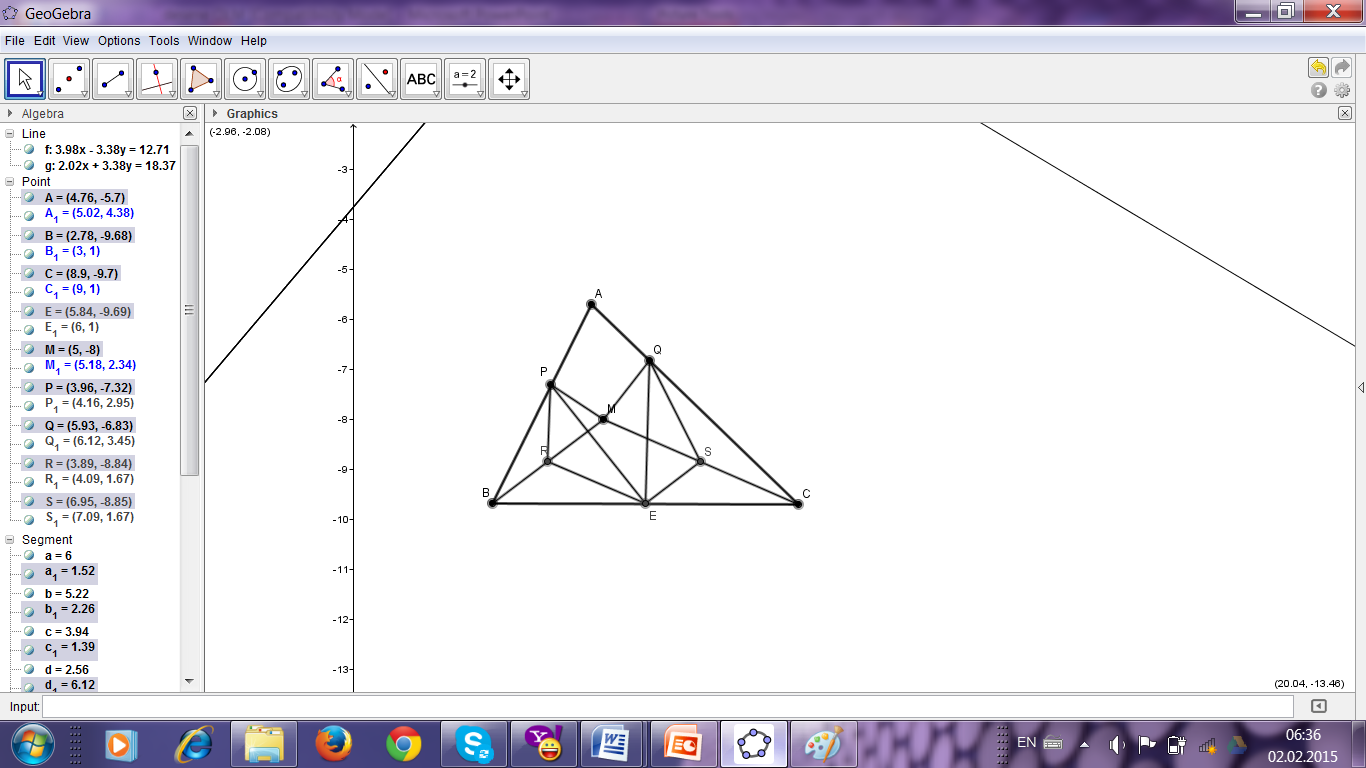 GeoGebra
File Edit View Options Tools Window Help
ABC
a = 2
α
Algebra
Graphics
Line
f: 3.98x - 3.38y = 12.71
g: 2.02x + 3.38y = 18.37
Point
A = (4.76, -5.7)
A₁ = (5.02, 4.38)
B = (2.78, -9.68)
B₁ = (3, 1)
C = (8.9, -9.7)
C₁ = (9, 1)
E = (5.84, -9.69)
E₁ = (6, 1)
M = (5, -8)
M₁ = (5.18, 2.34)
P = (3.96, -7.32)
P₁ = (4.16, 2.95)
Q = (5.93, -6.83)
Q₁ = (6.12, 3.45)
R = (3.89, -8.84)
R₁ = (4.09, 1.67)
S = (6.95, -8.85)
S₁ = (7.09, 1.67)
Segment
a = 6
a₁ = 1.52
b = 5.22
b₁ = 2.26
c = 3.94
c₁ = 1.39
d = 2.56
d₁ = 6.12
(-2.96, -2.08)
-3
-4
-5
-6
-7
-8
-9
-10
-11
-12
-13
A
Q
P
M
R
S
B
C
E
(20.04, -13.46)
Input:
EN
06:36
02.02.2015